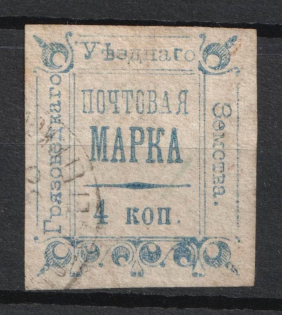 Грязовецкаго
Уѣзднаго
Земства.
ПОЧТОВАЯ
МАРКА
4 коп.